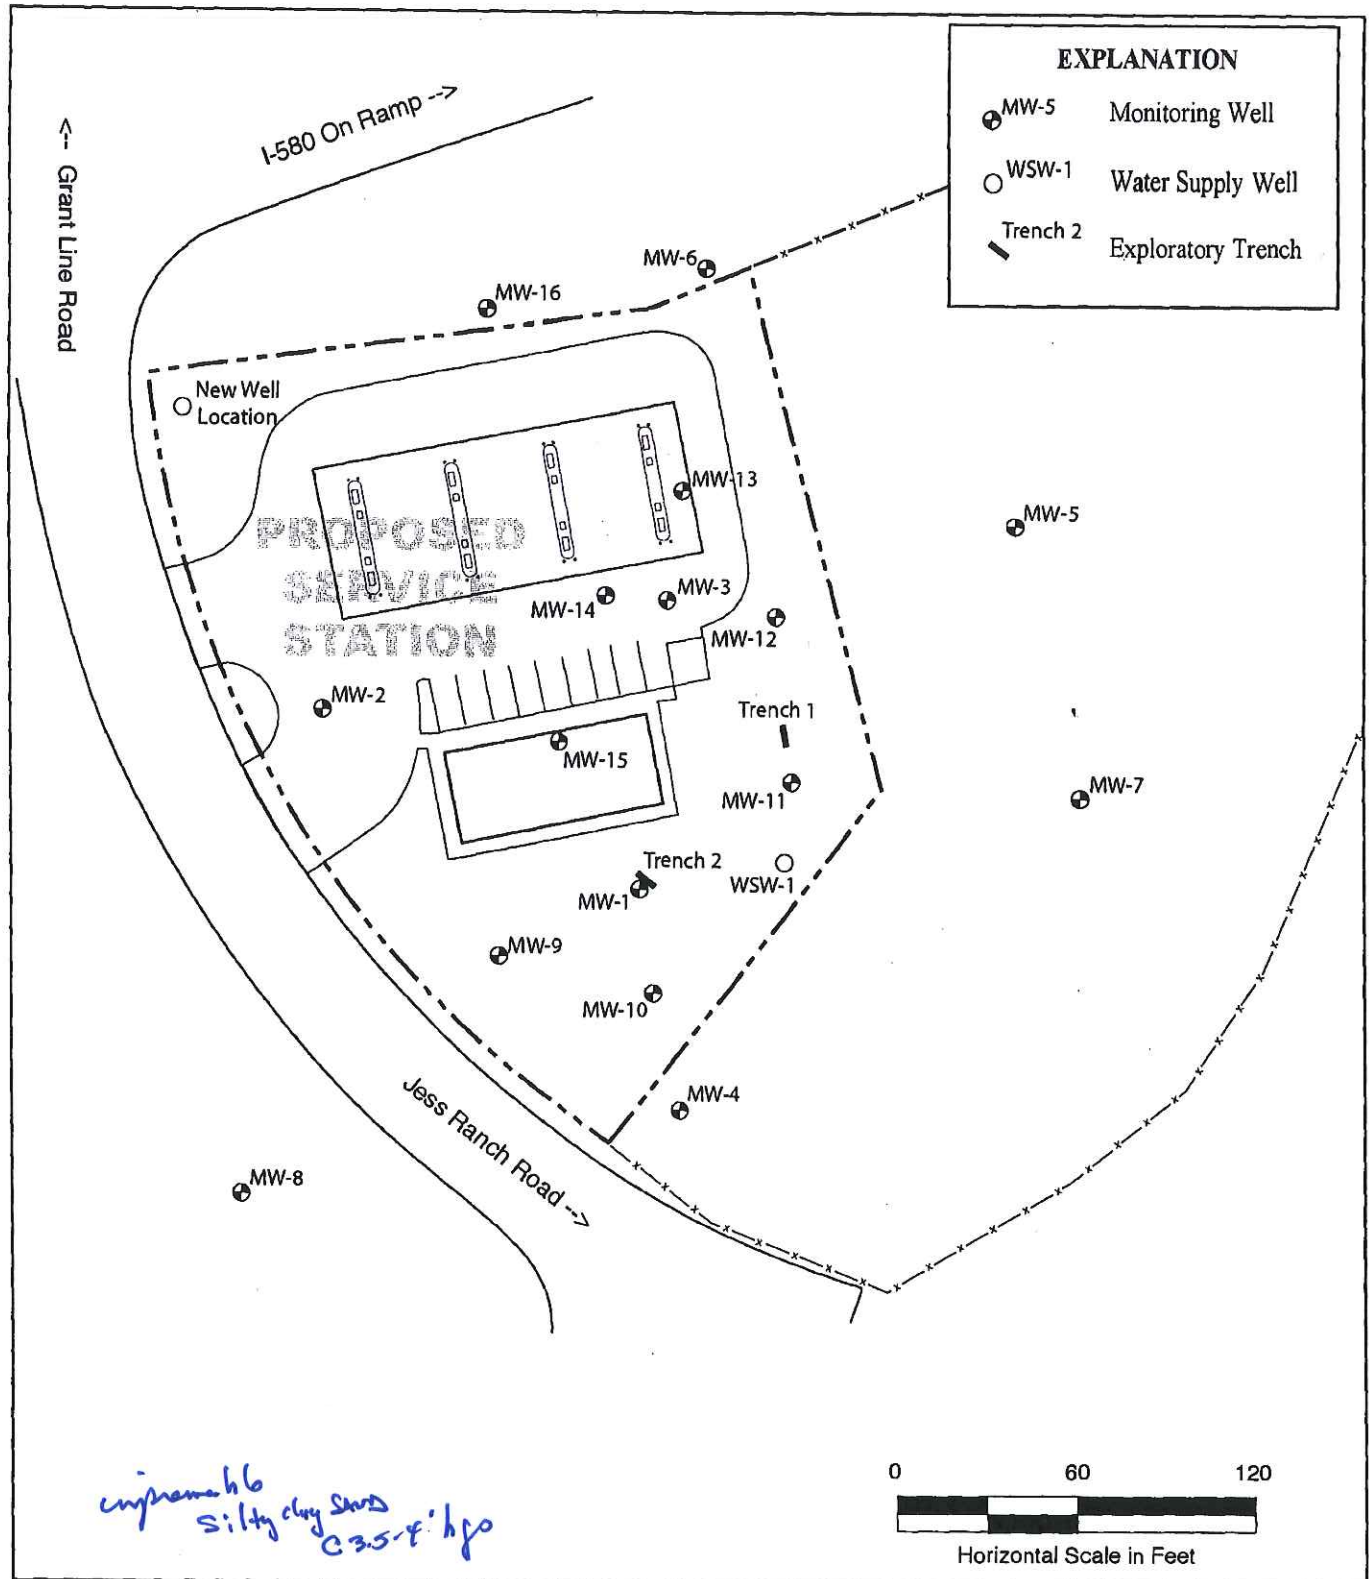 EXPLANATION
MW-5 Monitoring Well
WSW-1 Water Supply Well
Trench 2 Exploratory Trench
I-580 On Ramp -->
<-- Grant Line Road
MW-6
MW-16
New Well
Location
MW-13
MW-5
PROPOSED
SERVICE
STATION
MW-14
MW-3
MW-12
MW-2
Trench 1
MW-15
MW-11
MW-7
Trench 2
WSW-1
MW-1
MW-9
MW-10
MW-4
Jess Ranch Road -->
MW-8
0 60 120
Horizontal Scale in Feet
Silty clay SAND
3.5-4'